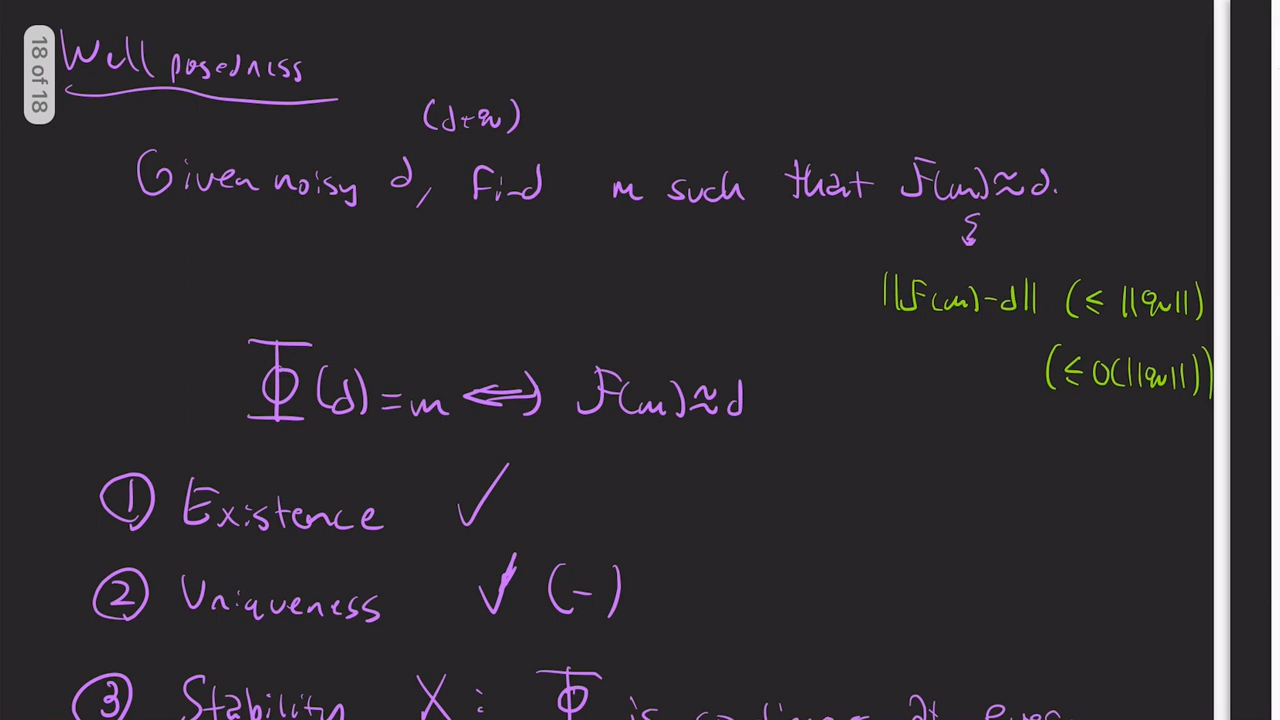 18 of 18
Well posedness
(d+η)
Given noisy d, Find m such that F(m)≈d.
||F(m)-d|| (≤ ||η||)
(≤ O(||η||))
Φ(d)=m ⟺ F(m)≈d
① Existence ✓
② Uniqueness ✓ (-)
③ Stability X : Φ is